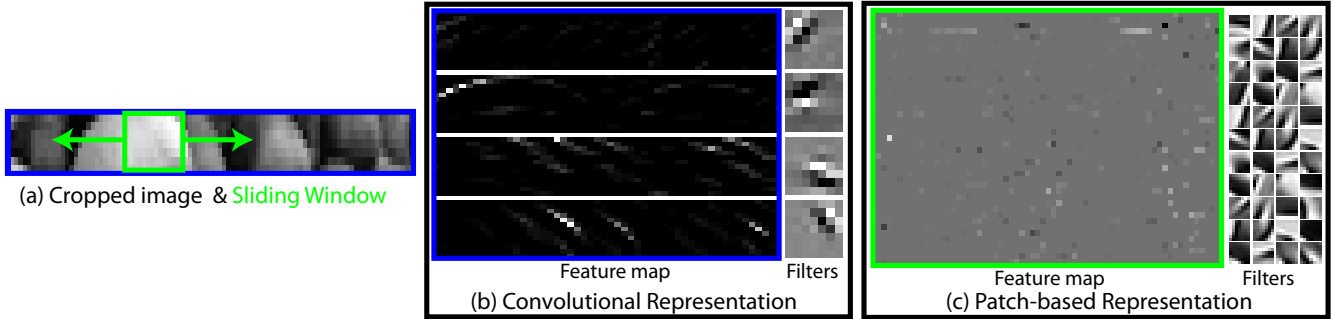 (a) Cropped image & Sliding Window
Feature map
Filters
(b) Convolutional Representation
Feature map
Filters
(c) Patch-based Representation